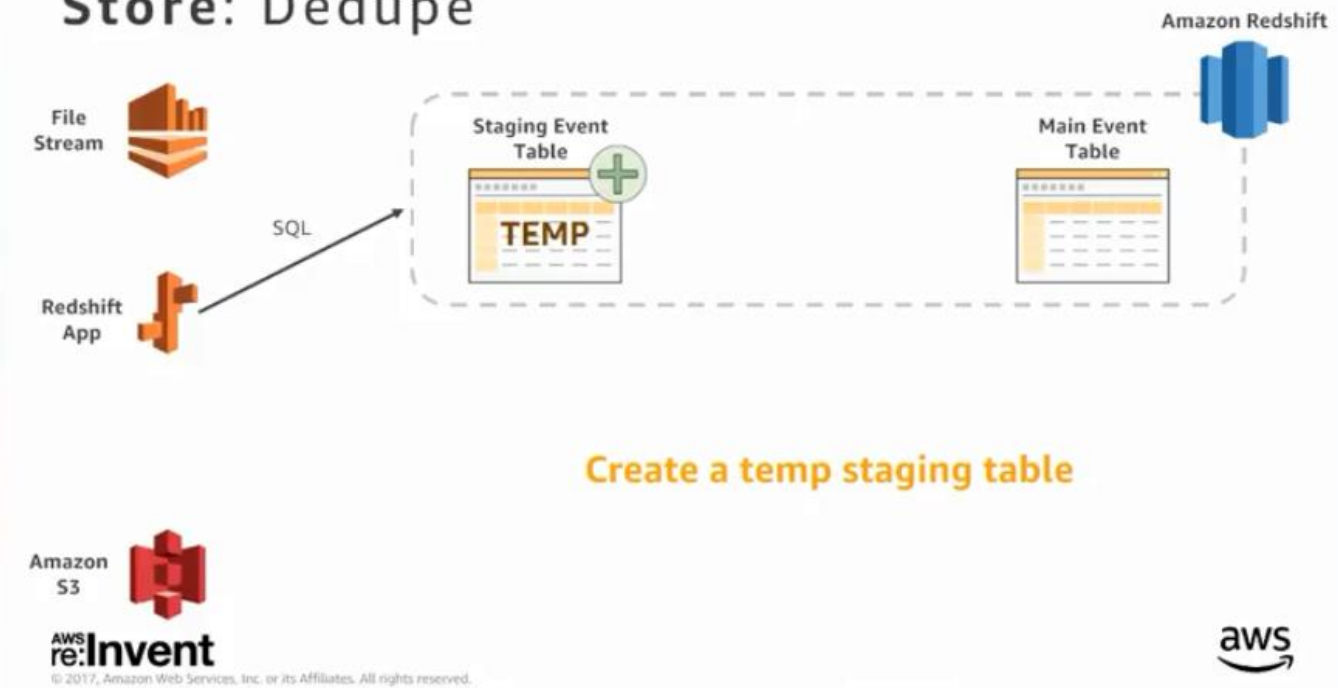 Store: Dedupe
Amazon Redshift
File
Stream
Staging Event
Table
Main Event
Table
TEMP
SQL
Redshift
App
Create a temp staging table
Amazon
S3
AWS
re:Invent
aws
© 2017, Amazon Web Services, Inc. or its Affiliates. All rights reserved.